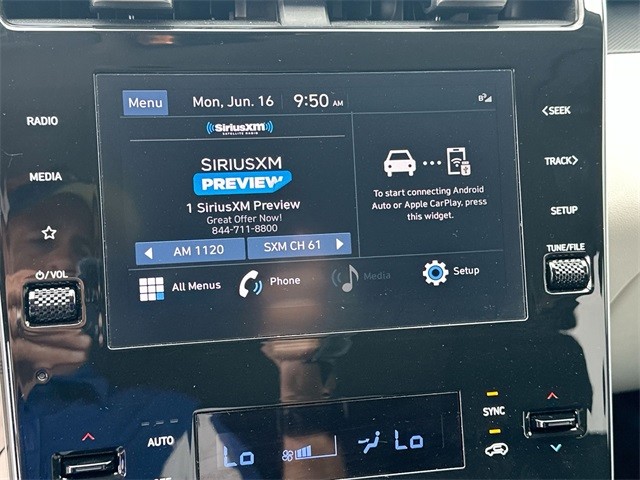 Menu
Mon, Jun. 16
9:50 AM
RADIO
MEDIA
⏻/VOL
((SiriusXM))
SATELLITE RADIO
SIRIUSXM
PREVIEW
1 SiriusXM Preview
Great Offer Now!
844-711-8800
AM 1120
SXM CH 61
To start connecting Android
Auto or Apple CarPlay, press
this widget.
All Menus
Phone
Media
Setup
<SEEK
TRACK>
SETUP
TUNE/FILE
AUTO
Lo
Lo
SYNC